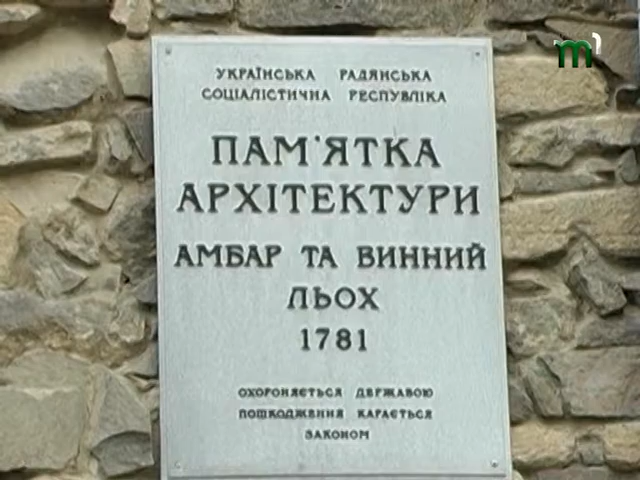 УКРАЇНСЬКА РАДЯНСЬКА
СОЦІАЛІСТИЧНА РЕСПУБЛІКА
ПАМ'ЯТКА
АРХІТЕКТУРИ
АМБАР ТА ВИННИЙ
ЛЬОХ
1781
ОХОРОНЯЄТЬСЯ ДЕРЖАВОЮ
ПОШКОДЖЕННЯ КАРАЄТЬСЯ
ЗАКОНОМ
m